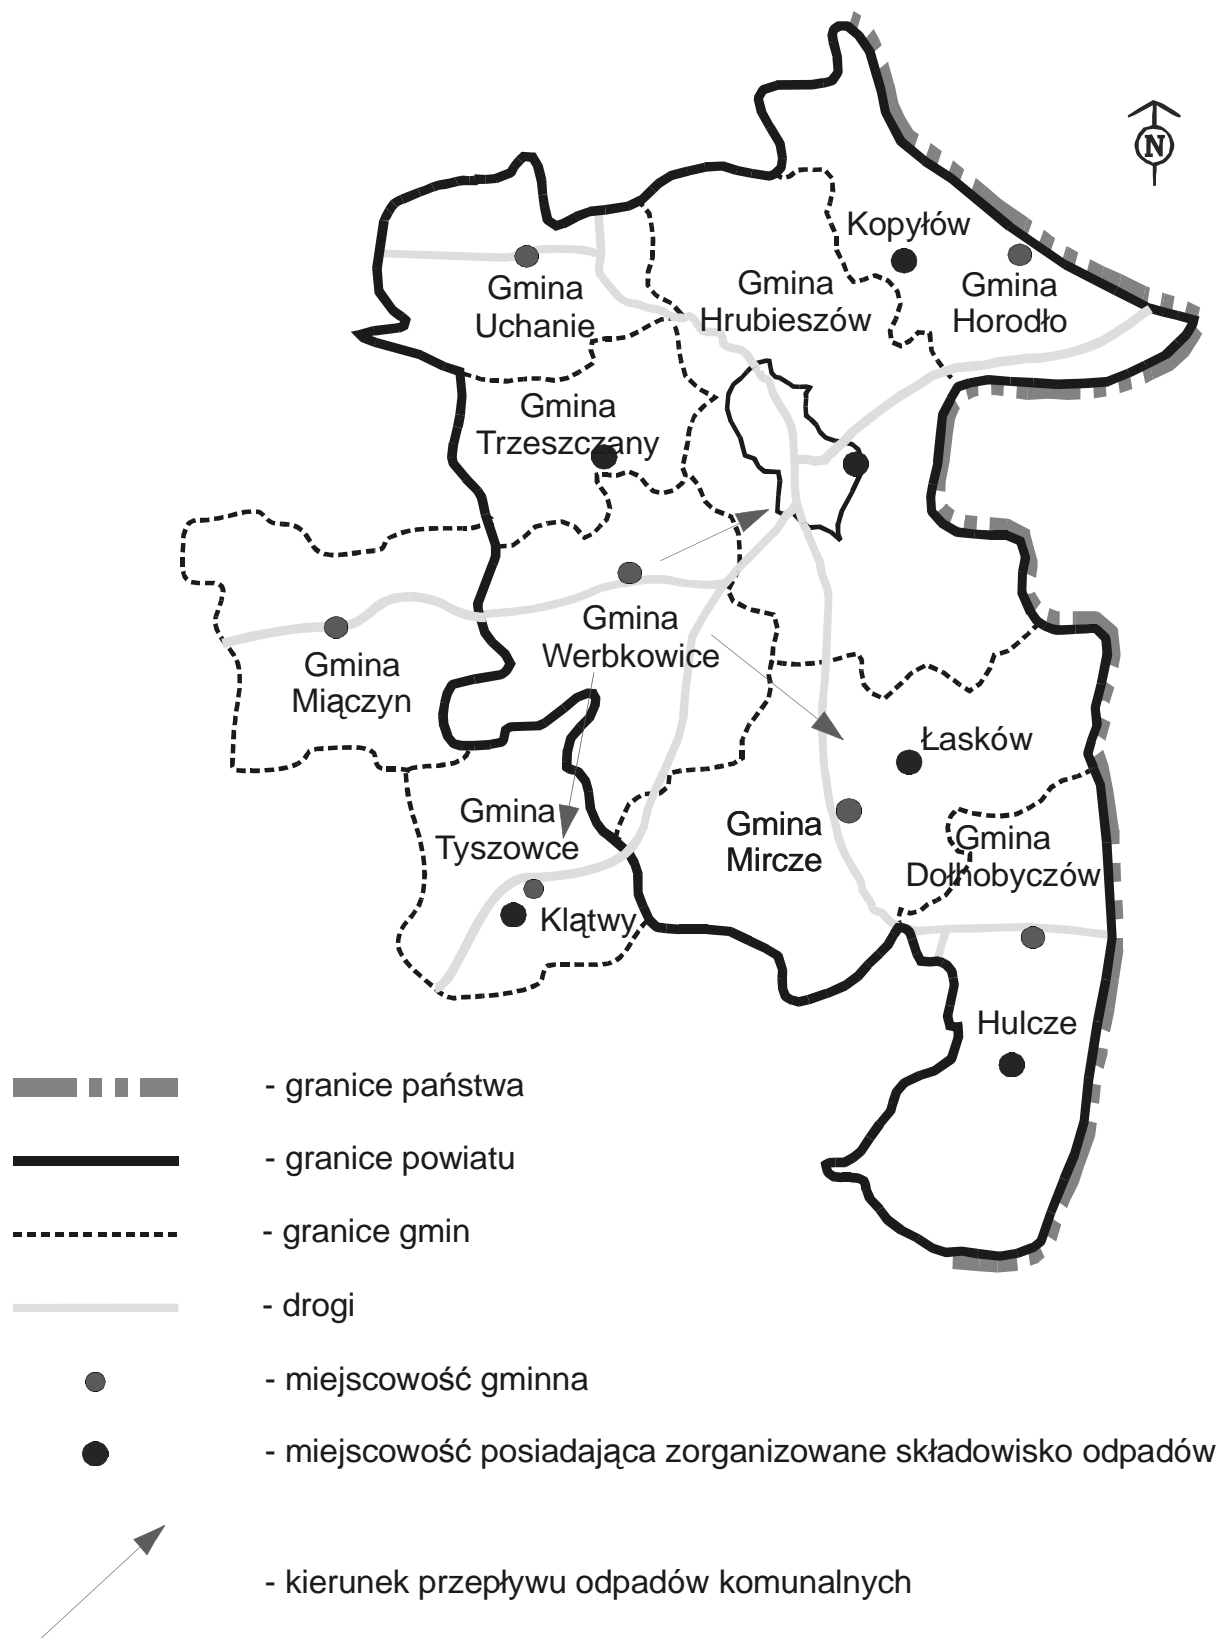 N
Kopyłów
Gmina
Horodło
Gmina
Hrubieszów
Gmina
Uchanie
Gmina
Trzeszczany
Gmina
Werbkowice
Gmina
Miączyn
Łasków
Gmina
Tyszowce
Gmina
Mircze
Gmina
Dołhobyczów
Klątwy
Hulcze
- granice państwa
- granice powiatu
- granice gmin
- drogi
- miejscowość gminna
- miejscowość posiadająca zorganizowane składowisko odpadów
- kierunek przepływu odpadów komunalnych